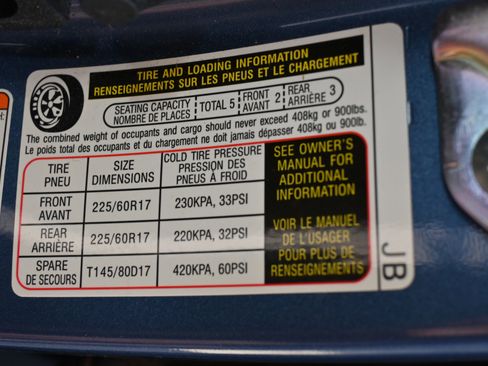 TIRE AND LOADING INFORMATION
RENSEIGNEMENTS SUR LES PNEUS ET LE CHARGEMENT
SEATING CAPACITY
NOMBRE DE PLACES
TOTAL 5
FRONT
AVANT 2
REAR
ARRIÈRE 3
The combined weight of occupants and cargo should never exceed 408kg or 900lbs.
Le poids total des occupants et du chargement ne doit jamais dépasser 408kg ou 900lb.
TIRE
PNEU
SIZE
DIMENSIONS
COLD TIRE PRESSURE
PRESSION DES
PNEUS À FROID
FRONT
AVANT
225/60R17
230KPA, 33PSI
REAR
ARRIÈRE
225/60R17
220KPA, 32PSI
SPARE
DE SECOURS
T145/80D17
420KPA, 60PSI
SEE OWNER'S
MANUAL FOR
ADDITIONAL
INFORMATION
VOIR LE MANUEL
DE L'USAGER
POUR PLUS DE
RENSEIGNEMENTS
JB